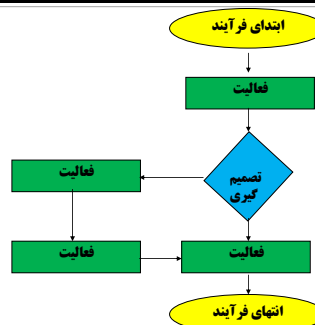 ابتدای فرآیند
فعالیت
تصمیم
گیری
فعالیت
فعالیت
فعالیت
انتهای فرآیند